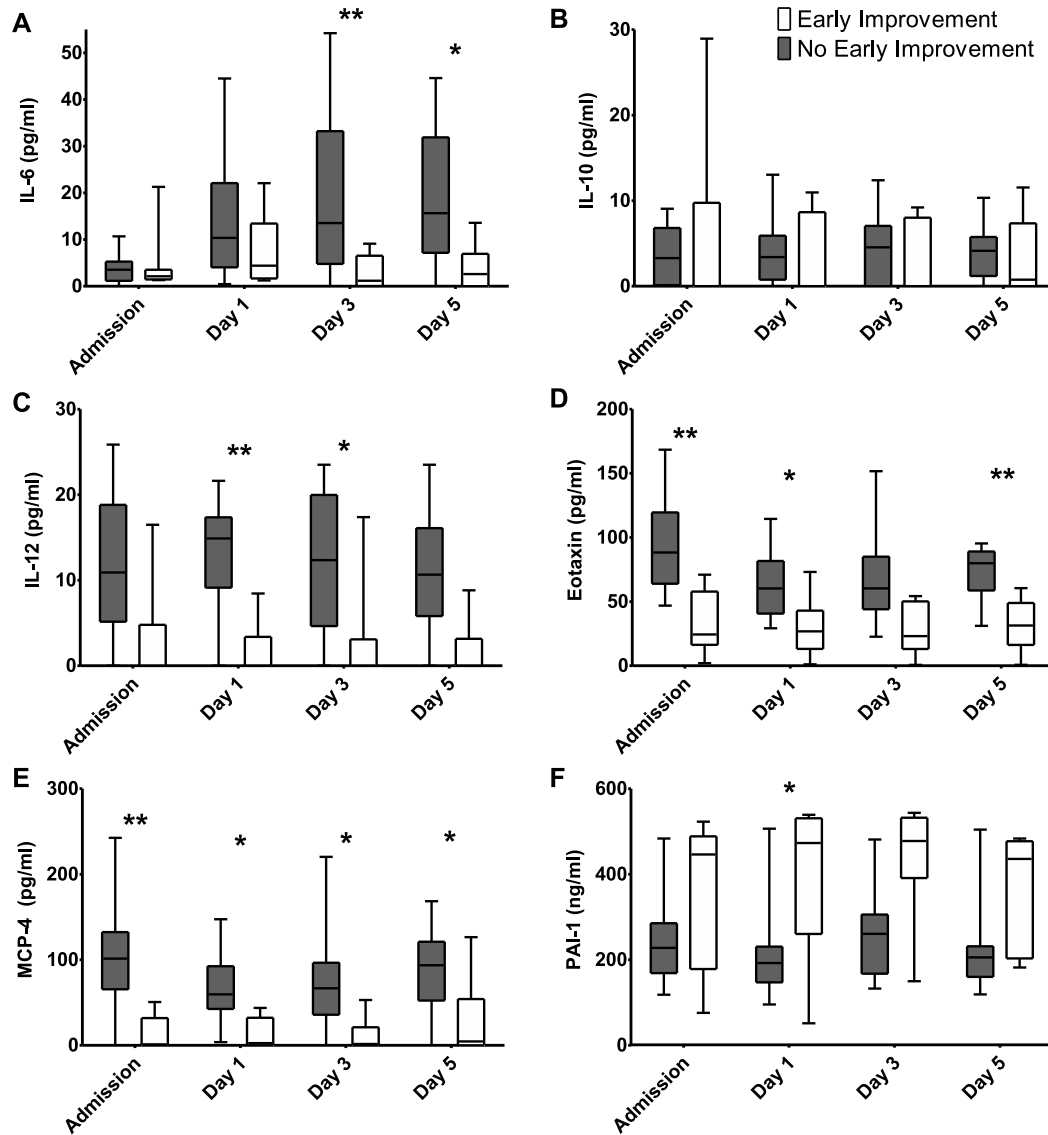 A
IL-6 (pg/ml)
50
40
30
20
10
0
**
*
Admission
Day 1
Day 3
Day 5
B
Early Improvement
No Early Improvement
IL-10 (pg/ml)
30
20
10
0
Admission
Day 1
Day 3
Day 5
C
IL-12 (pg/ml)
30
20
10
0
**
*
Admission
Day 1
Day 3
Day 5
D
Eotaxin (pg/ml)
200
150
100
50
0
**
*
**
Admission
Day 1
Day 3
Day 5
E
MCP-4 (pg/ml)
300
200
100
0
**
*
*
*
Admission
Day 1
Day 3
Day 5
F
PAI-1 (ng/ml)
600
400
200
0
*
Admission
Day 1
Day 3
Day 5